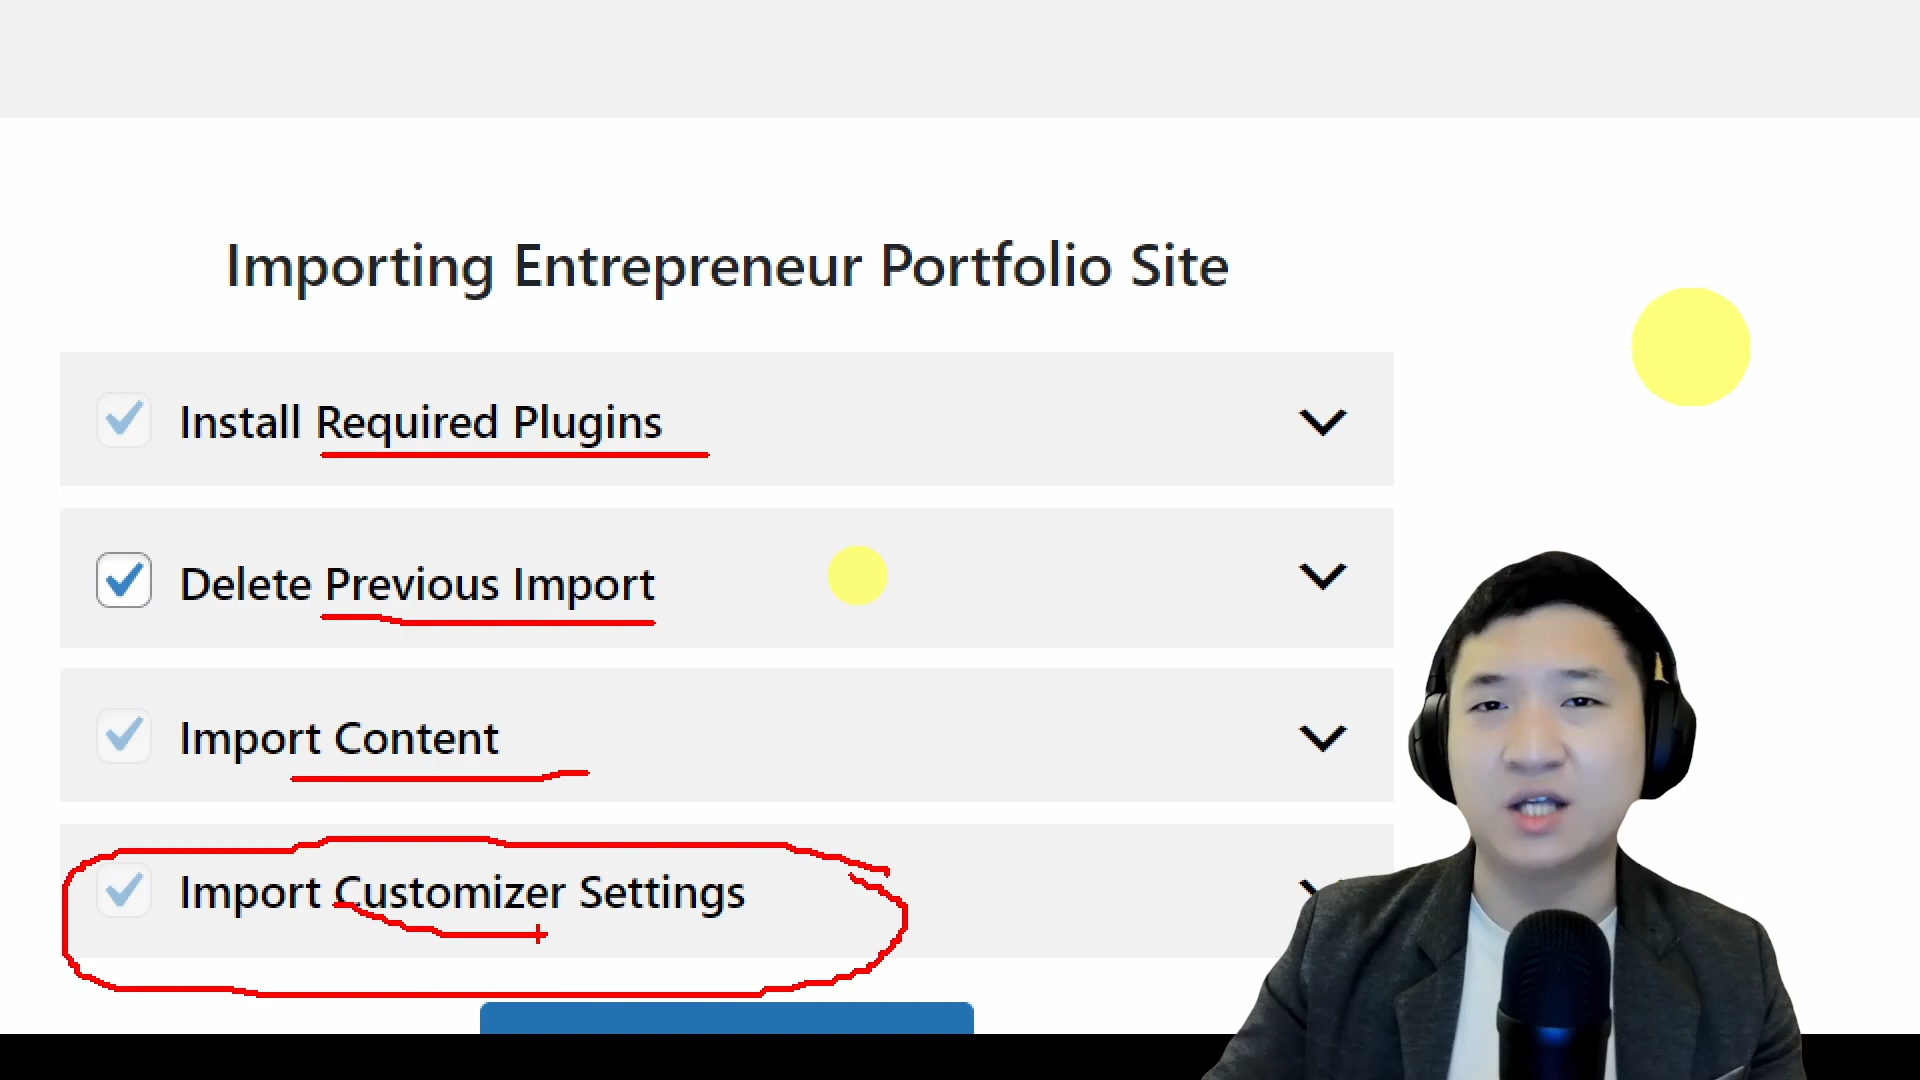 Importing Entrepreneur Portfolio Site
Install Required Plugins
Delete Previous Import
Import Content
Import Customizer Settings